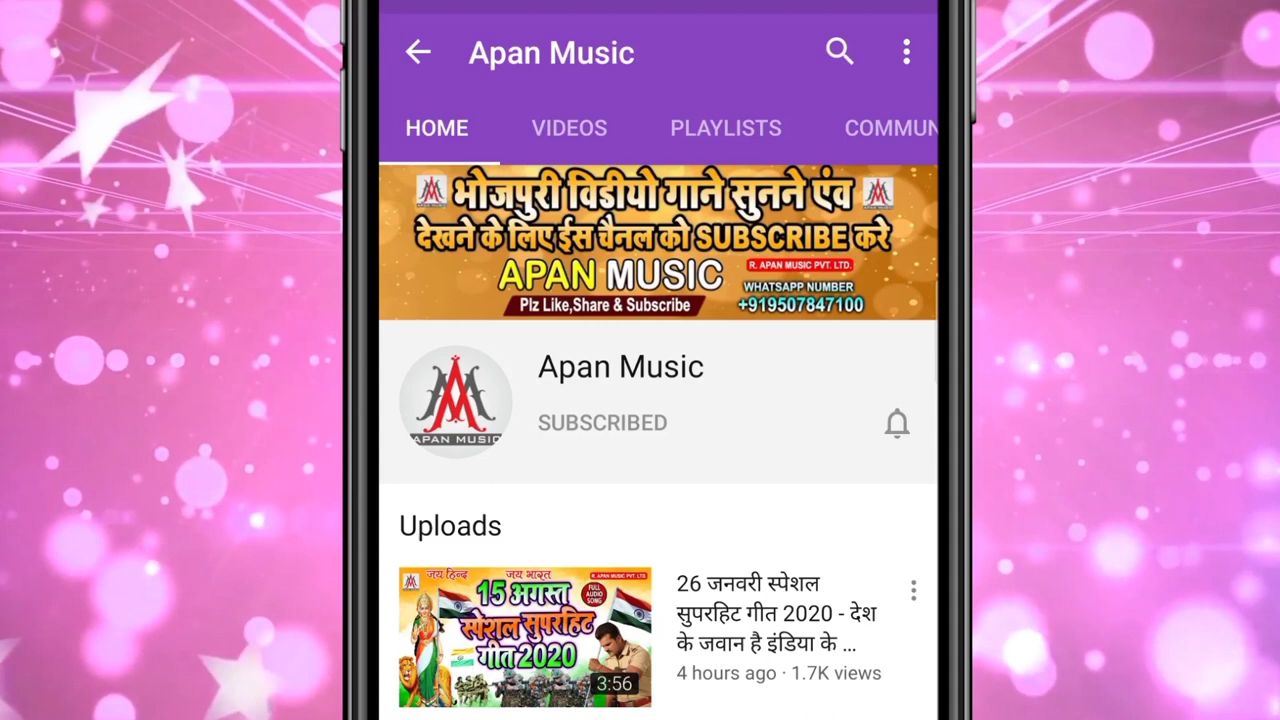 Apan Music
HOME VIDEOS PLAYLISTS COMMUN
भोजपुरी विडीयो गाने सुनने एंव
देखने के लिए ईस चैनल को SUBSCRIBE करे
APAN MUSIC
R. APAN MUSIC PVT. LTD.
WHATSAPP NUMBER
Plz Like,Share & Subscribe
+919507847100
Apan Music
SUBSCRIBED
APAN MUSIC
Uploads
जय हिन्द जय भारत
R. APAN MUSIC PVT. LTD
15 अगस्त
FULL
AUDIO
SONG
स्पेशल सुपरहिट
गीत 2020
3:56
26 जनवरी स्पेशल
सुपरहिट गीत 2020 - देश
के जवान है इंडिया के ...
4 hours ago · 1.7K views